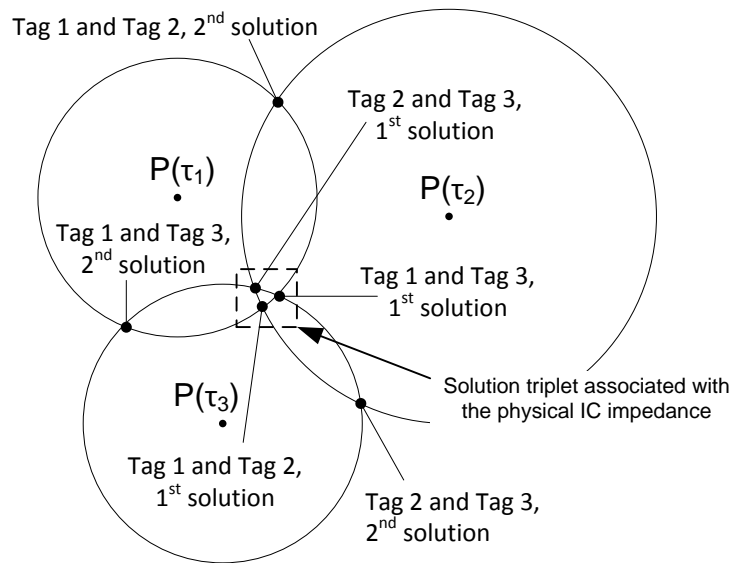 Tag 1 and Tag 2, 2nd solution
Tag 2 and Tag 3,
1st solution
P(τ1)
P(τ2)
Tag 1 and Tag 3,
2nd solution
Tag 1 and Tag 3,
1st solution
Solution triplet associated with
the physical IC impedance
P(τ3)
Tag 1 and Tag 2,
1st solution
Tag 2 and Tag 3,
2nd solution